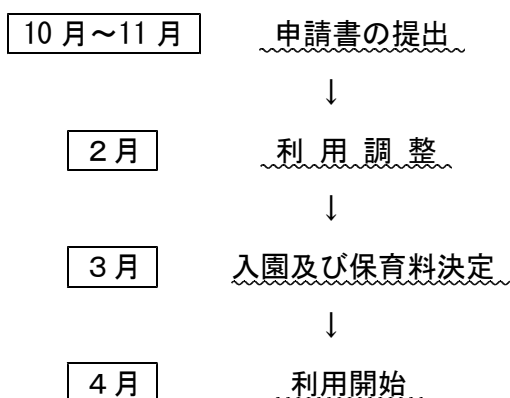 10月～11月 申請書の提出
↓
２月 利用調整
↓
３月 入園及び保育料決定
↓
４月 利用開始